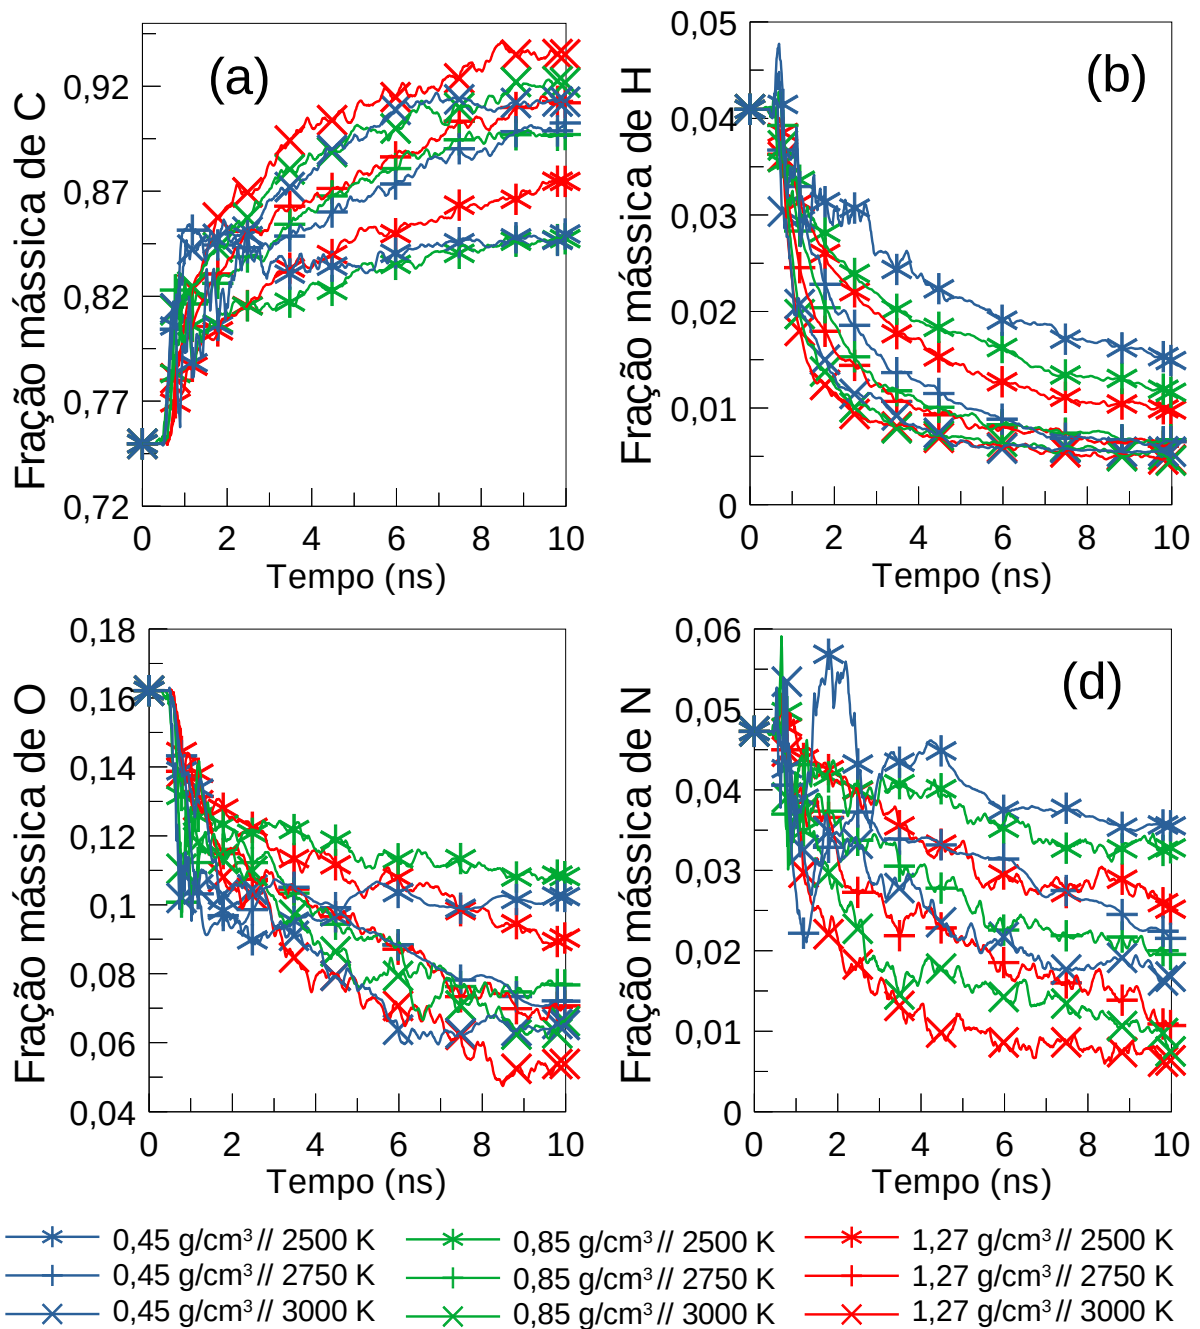 (a)
Fração mássica de C
0,92
0,87
0,82
0,77
0,72
0 2 4 6 8 10
Tempo (ns)
(b)
Fração mássica de H
0,05
0,04
0,03
0,02
0,01
0
0 2 4 6 8 10
Tempo (ns)
Fração mássica de O
0,18
0,16
0,14
0,12
0,1
0,08
0,06
0,04
0 2 4 6 8 10
Tempo (ns)
(d)
Fração mássica de N
0,06
0,05
0,04
0,03
0,02
0,01
0
0 2 4 6 8 10
Tempo (ns)
0,45 g/cm³ // 2500 K
0,85 g/cm³ // 2500 K
1,27 g/cm³ // 2500 K
0,45 g/cm³ // 2750 K
0,85 g/cm³ // 2750 K
1,27 g/cm³ // 2750 K
0,45 g/cm³ // 3000 K
0,85 g/cm³ // 3000 K
1,27 g/cm³ // 3000 K